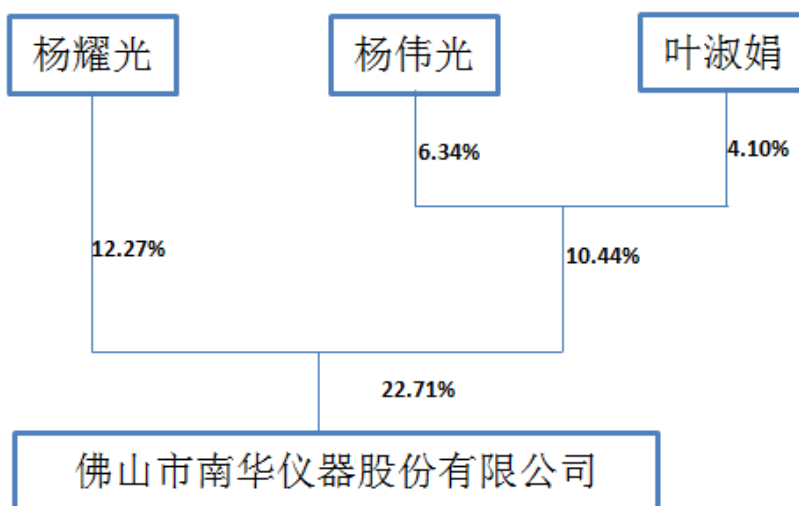 杨耀光
杨伟光
叶淑娟
6.34%
4.10%
12.27%
10.44%
22.71%
佛山市南华仪器股份有限公司